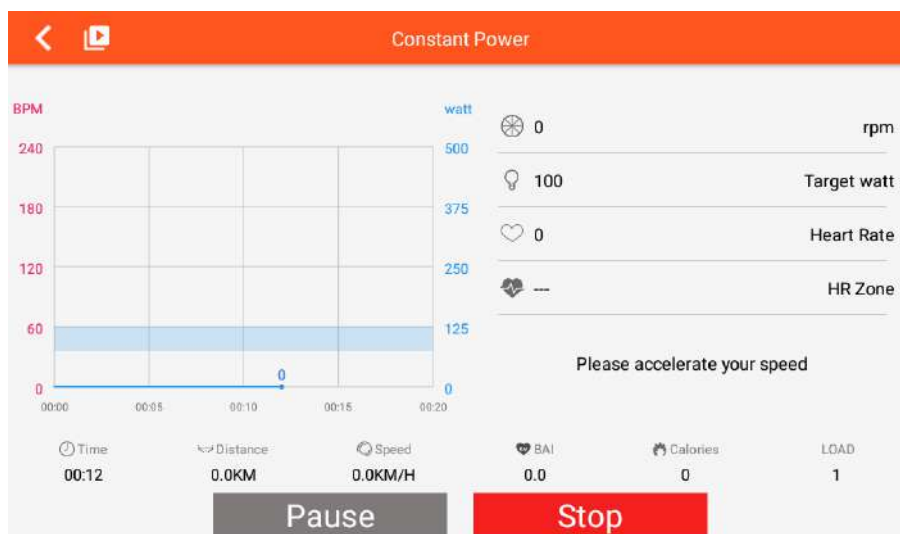 Constant Power
BPM
watt
240
500
180
375
120
250
60
125
0
0
0
00:00 00:05 00:10 00:15 00:20
0 rpm
100 Target watt
0 Heart Rate
--- HR Zone
Please accelerate your speed
Time Distance Speed BAI Calories LOAD
00:12 0.0KM 0.0KM/H 0.0 0 1
Pause Stop